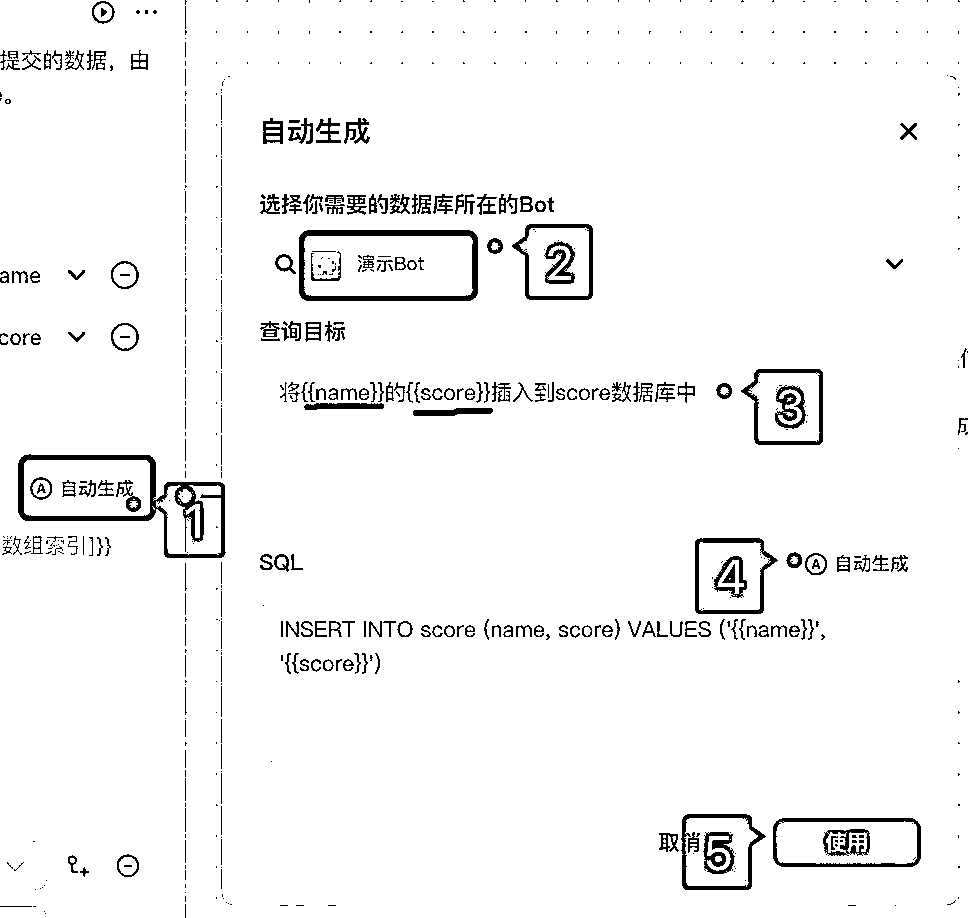 提交的数据，由
。
自动生成
选择你需要的数据库所在的Bot
演示Bot
2
ame
core
查询目标
将{{name}}的{{score}}插入到score数据库中
3
自动生成
1
数组索引]}}
SQL
4
自动生成
INSERT INTO score (name, score) VALUES ('{{name}}',
'{{score}}')
取消
5
使用